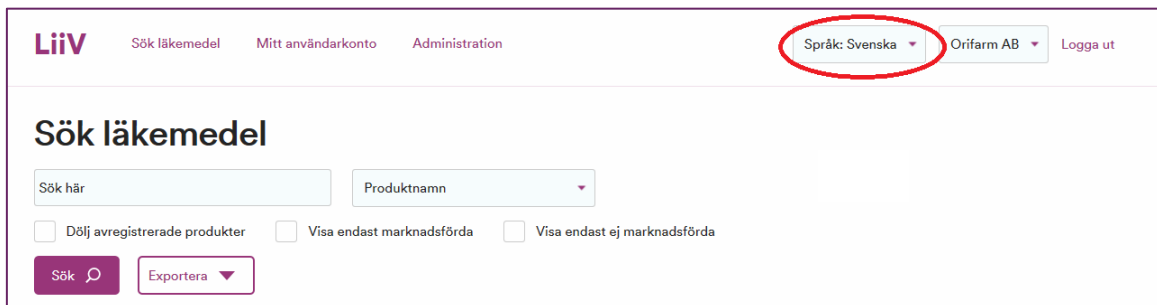 LiiV Sök läkemedel Mitt användarkonto Administration Språk: Svenska Orifarm AB Logga ut
Sök läkemedel
Sök här Produktnamn
Dölj avregistrerade produkter Visa endast marknadsförda Visa endast ej marknadsförda
Sök Exportera